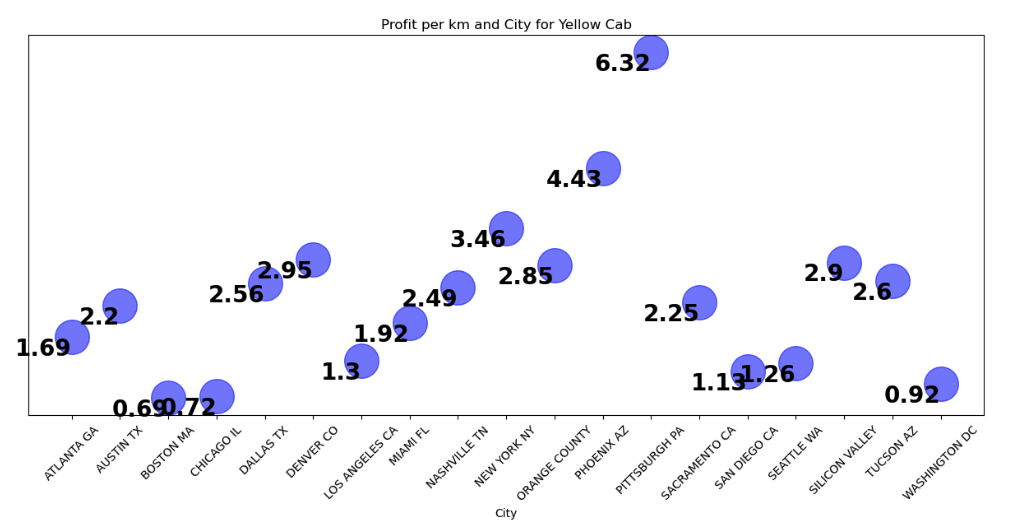 Profit per km and City for Yellow Cab
1.69
2.2
0.69
0.72
2.56
2.95
1.3
1.92
2.49
3.46
2.85
4.43
6.32
2.25
1.13
1.26
2.9
2.6
0.92
ATLANTA GA
AUSTIN TX
BOSTON MA
CHICAGO IL
DALLAS TX
DENVER CO
LOS ANGELES CA
MIAMI FL
NASHVILLE TN
NEW YORK NY
ORANGE COUNTY
PHOENIX AZ
PITTSBURGH PA
SACRAMENTO CA
SAN DIEGO CA
SEATTLE WA
SILICON VALLEY
TUCSON AZ
WASHINGTON DC
City